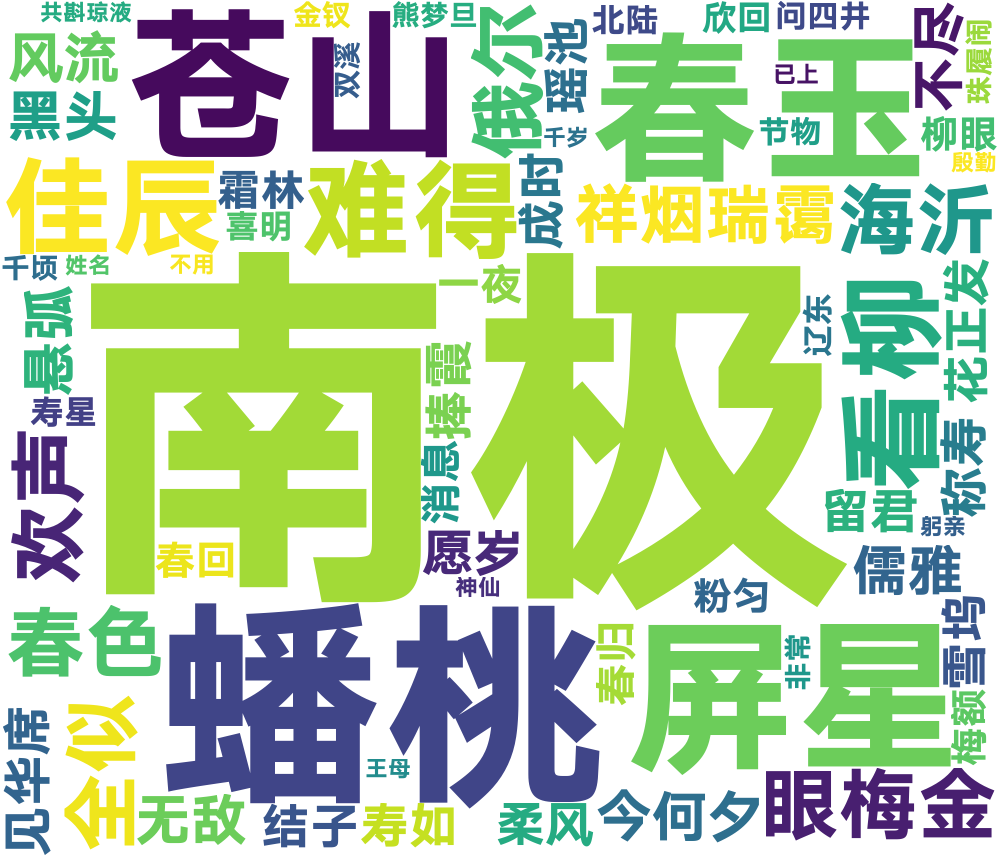 共斟琼液
金钗
熊梦旦
俄尔
瑶池
北陆
欣回
问四井
不尽
珠履闹
风流
黑头
苍山
双溪
春玉
已上
节物
柳眼
殷勤
千岁
佳辰
霜林
喜明
难得
成时
祥烟瑞霭
海沂
千顷
姓名
不用
一夜
南极
悬弧
捧霞
辽东
看柳
花正发
寿星
欢声
消息
称寿
留君
躬亲
愿岁
春回
神仙
粉匀
儒雅
春色
蟠桃
春归
屏星
非常
雪坞
梅额
见华席
全似
王母
无敌
结子
寿如
柔风
今何夕
眼梅金